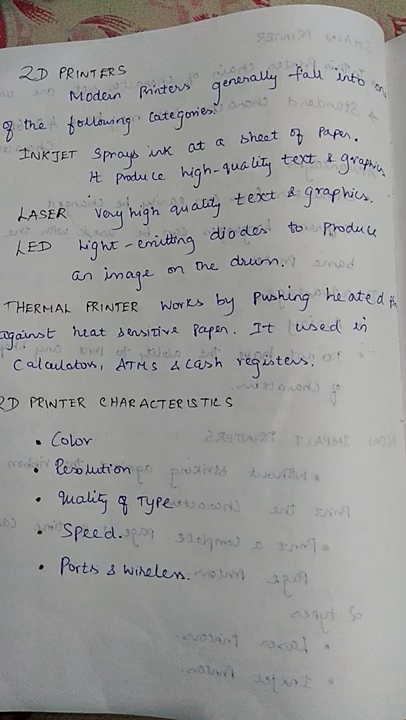 2D PRINTERS
Modern Printers generally fall into
of the following categories.
INKJET Sprays ink at a sheet of Paper.
It produce high-quality text & graphics
LASER Very high quality text & graphics.
LED Light-emitting diodes to Produce
an image on the drum.
THERMAL PRINTER Works by pushing heated
against heat sensitive Paper. It used in
Calculators, ATMS & cash registers.
2D PRINTER CHARACTERISTICS
• Color
• Resolution
• Quality of Type
• Speed.
• Ports & wireless.